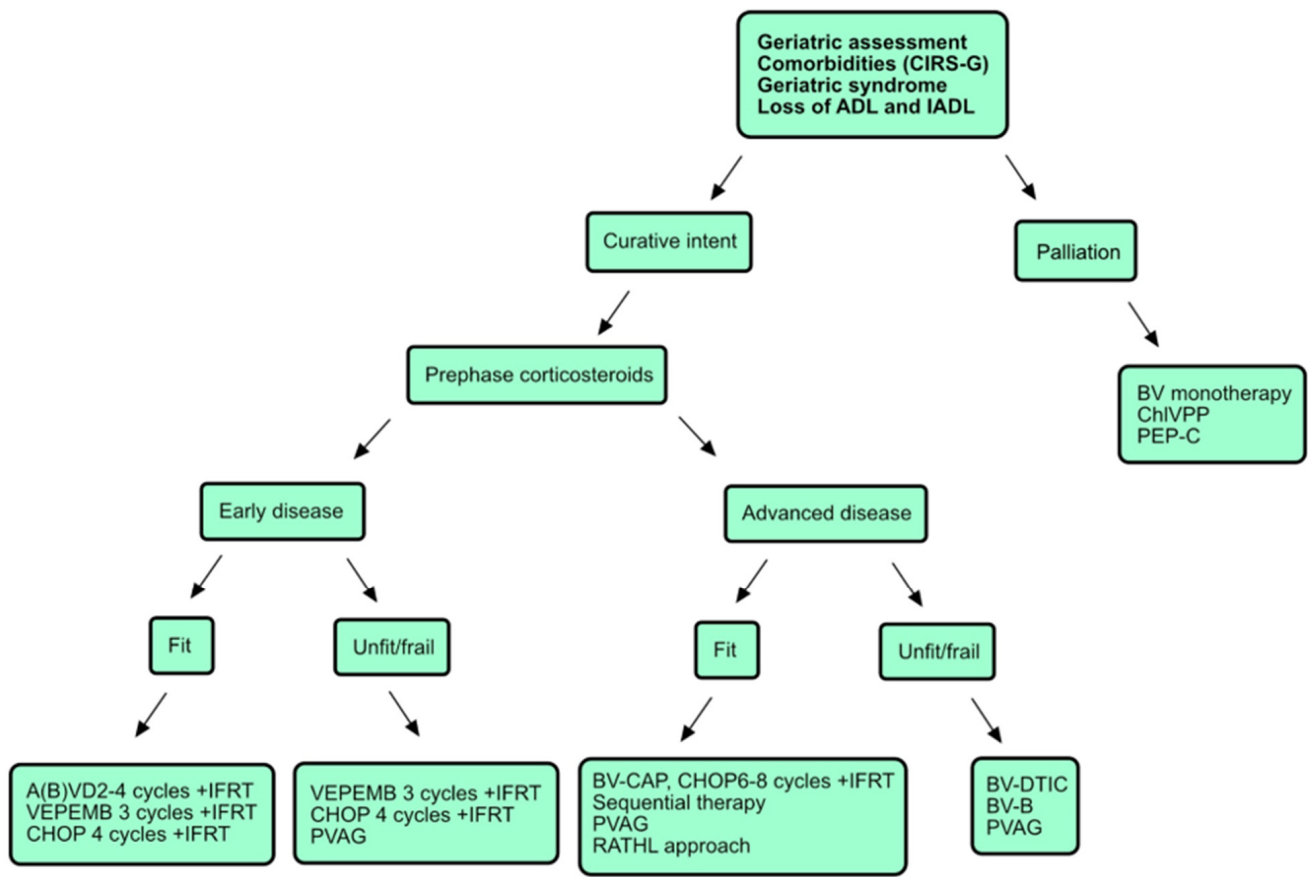 Geriatric assessment
Comorbidities (CIRS-G)
Geriatric syndrome
Loss of ADL and IADL
Curative intent
Palliation
Prephase corticosteroids
BV monotherapy
ChlVPP
PEP-C
Early disease
Advanced disease
Fit
Unfit/frail
Fit
Unfit/frail
A(B)VD2-4 cycles +IFRT
VEPEMB 3 cycles +IFRT
CHOP 4 cycles +IFRT
VEPEMB 3 cycles +IFRT
CHOP 4 cycles +IFRT
PVAG
BV-CAP, CHOP6-8 cycles +IFRT
Sequential therapy
PVAG
RATHL approach
BV-DTIC
BV-B
PVAG